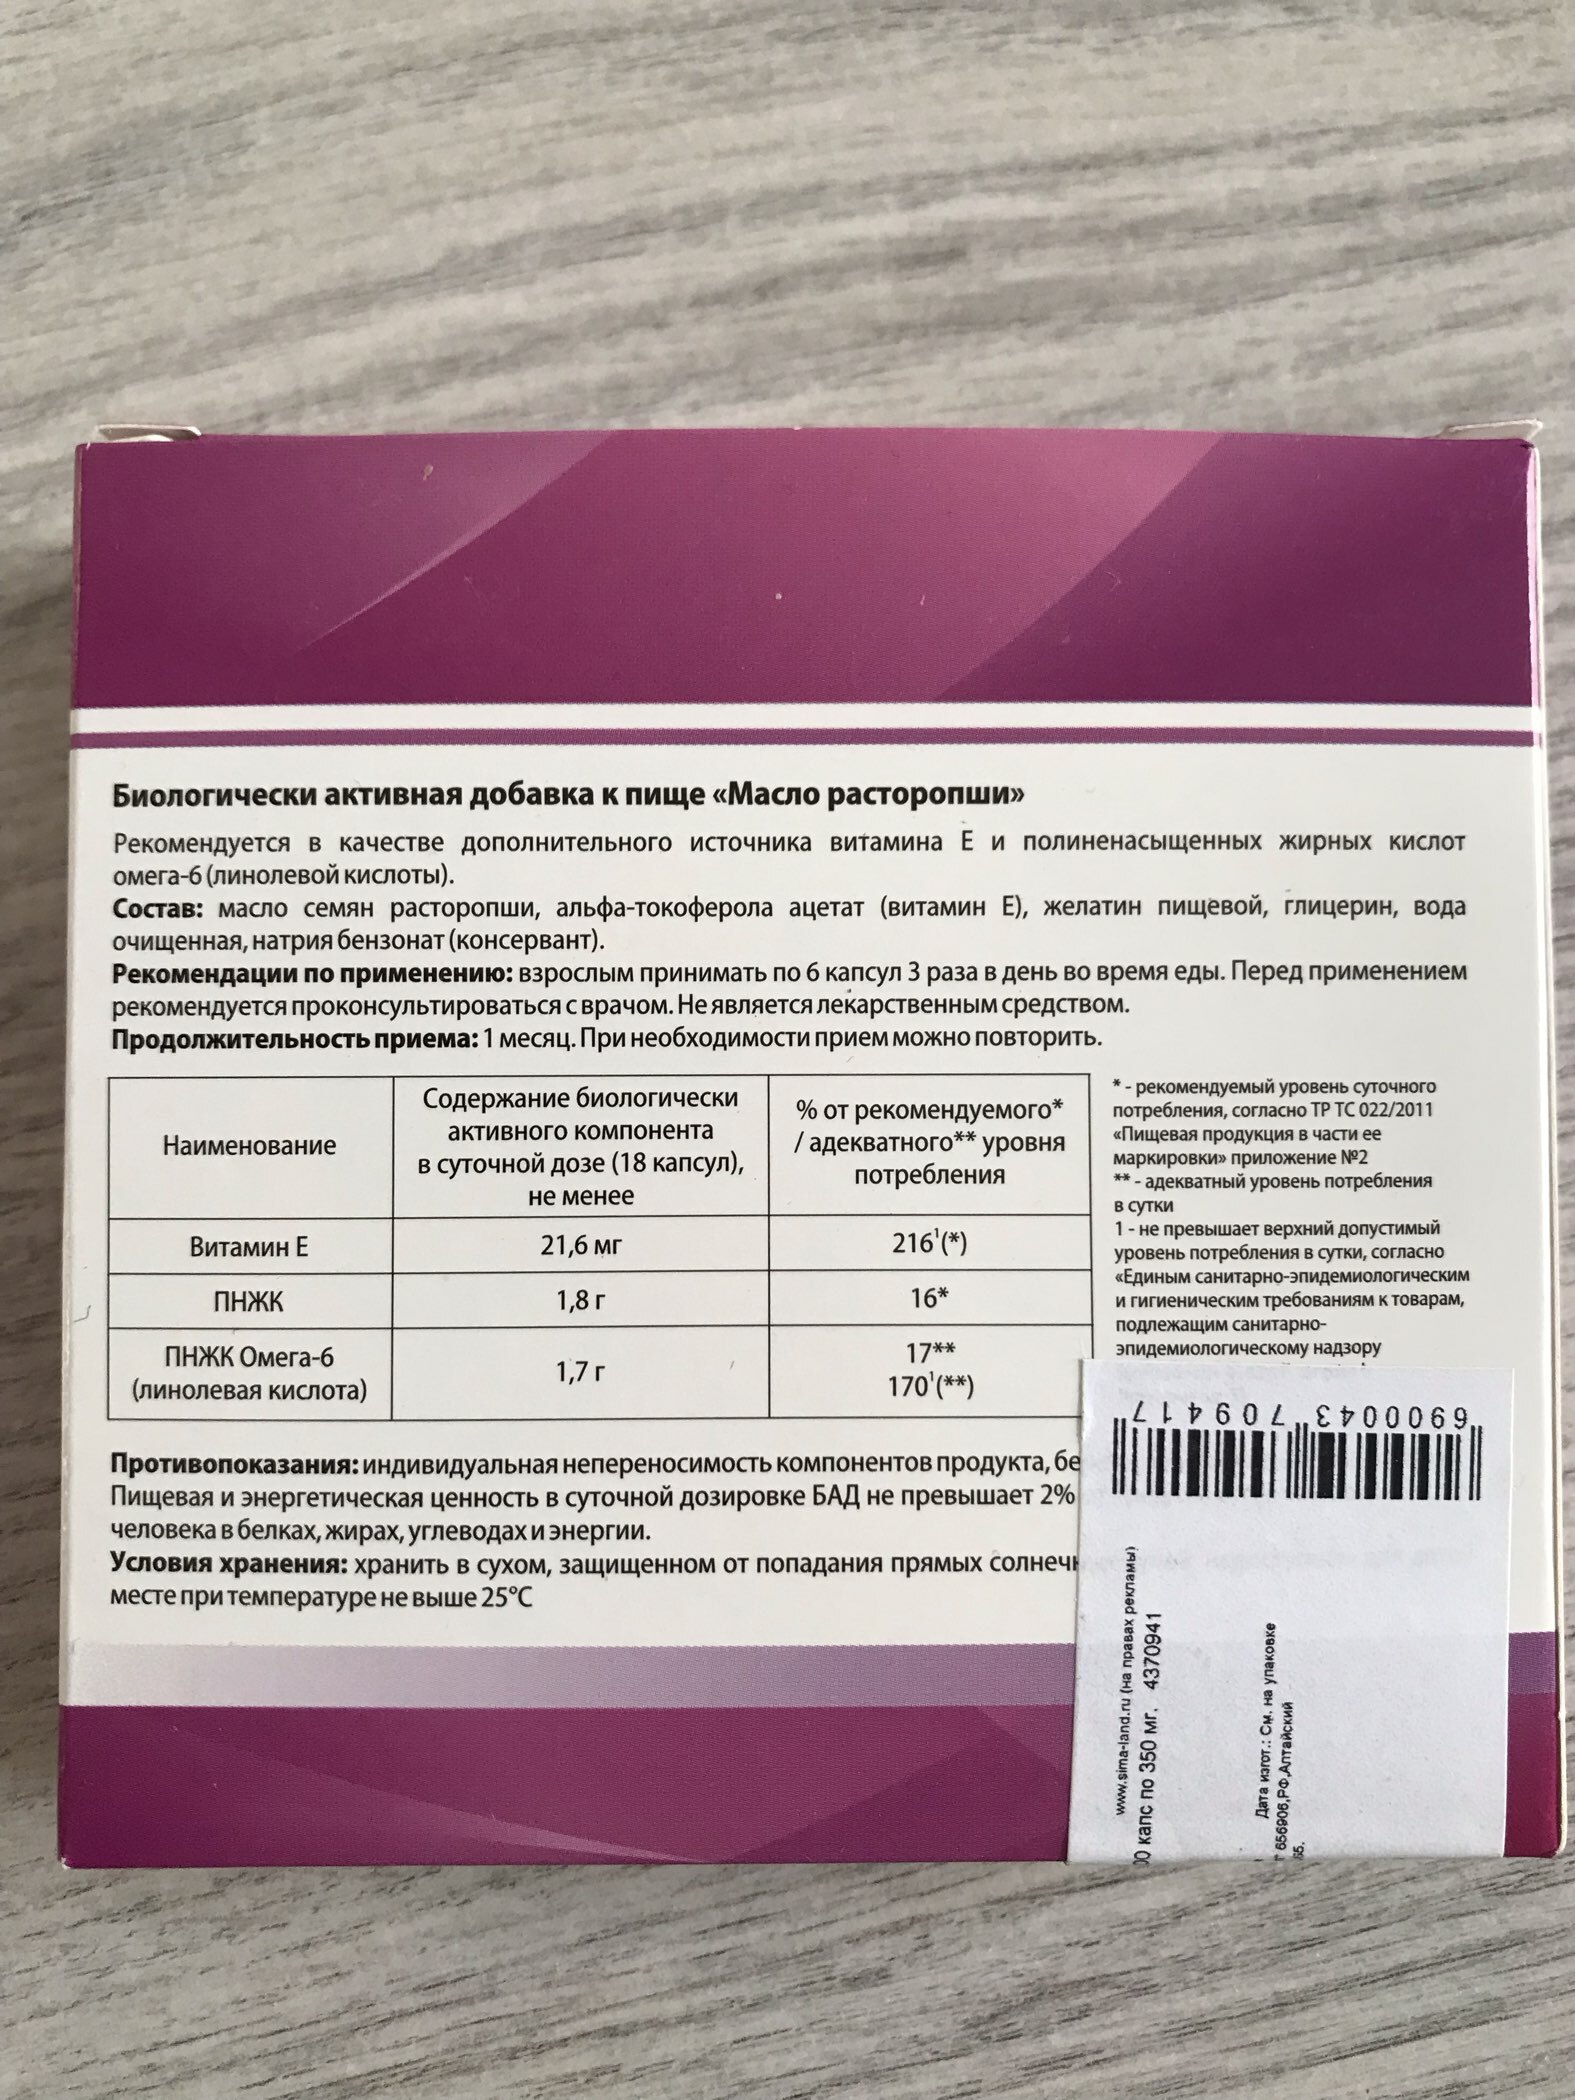 Биологически активная добавка к пище «Масло расторопши»
Рекомендуется в качестве дополнительного источника витамина Е и полиненасыщенных жирных кислот
омега-6 (линолевой кислоты).
Состав: масло семян расторопши, альфа-токоферола ацетат (витамин Е), желатин пищевой, глицерин, вода
очищенная, натрия бензонат (консервант).
Рекомендации по применению: взрослым принимать по 6 капсул 3 раза в день во время еды. Перед применением
рекомендуется проконсультироваться с врачом. Не является лекарственным средством.
Продолжительность приема: 1 месяц. При необходимости прием можно повторить.
Наименование
Содержание биологически
активного компонента
в суточной дозе (18 капсул),
не менее
% от рекомендуемого*
/ адекватного** уровня
потребления
Витамин Е
21,6 мг
216¹(*)
ПНЖК
1,8 г
16*
ПНЖК Омега-6
(линолевая кислота)
1,7 г
17**
170¹(**)
* - рекомендуемый уровень суточного
потребления, согласно ТР ТС 022/2011
«Пищевая продукция в части ее
маркировки» приложение №2
** - адекватный уровень потребления
в сутки
1 - не превышает верхний допустимый
уровень потребления в сутки, согласно
«Единым санитарно-эпидемиологическим
и гигиеническим требованиям к товарам,
подлежащим санитарно-
эпидемиологическому надзору
Противопоказания: индивидуальная непереносимость компонентов продукта, бе
Пищевая и энергетическая ценность в суточной дозировке БАД не превышает 2%
человека в белках, жирах, углеводах и энергии.
Условия хранения: хранить в сухом, защищенном от попадания прямых солнечн
месте при температуре не выше 25°С
6900043 709417
www.sima-land.ru (на правах рекламы)
00 капс по 350 мг, 4370941
Дата изгот.: См. на упаковке
656906,РФ,Алтайский
65.